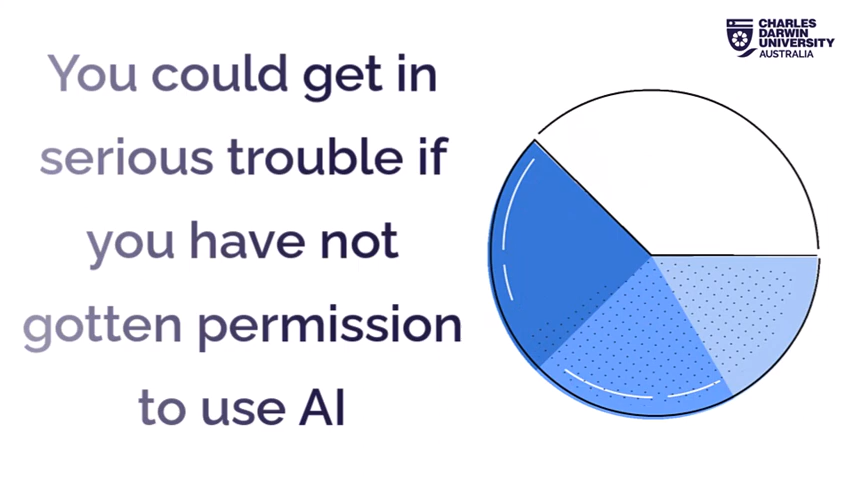 You could get in
serious trouble if
you have not
gotten permission
to use AI
CHARLES
DARWIN
UNIVERSITY
AUSTRALIA